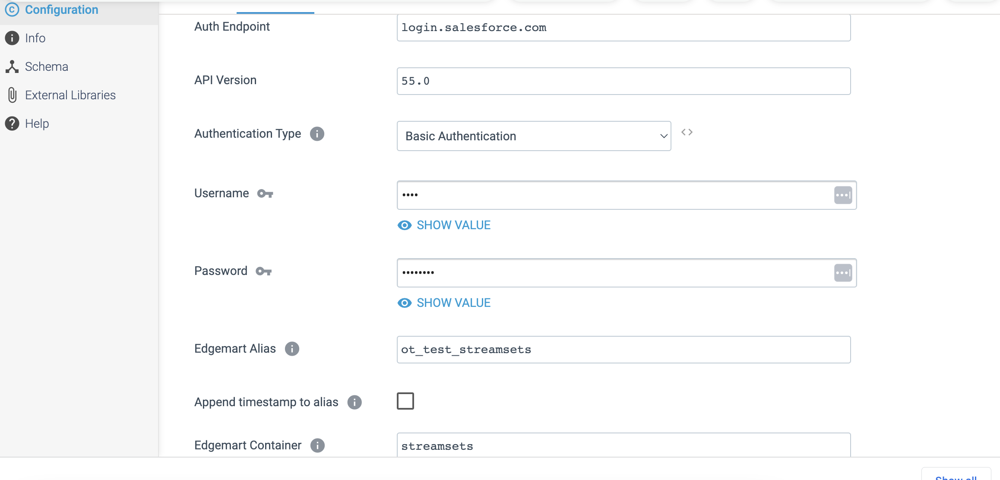 Configuration
Info
Schema
External Libraries
Help
Auth Endpoint
login.salesforce.com
API Version
55.0
Authentication Type
Basic Authentication
Username
••••
SHOW VALUE
Password
••••••••
SHOW VALUE
Edgemart Alias
ot_test_streamsets
Append timestamp to alias
Edgemart Container
streamsets
Show all